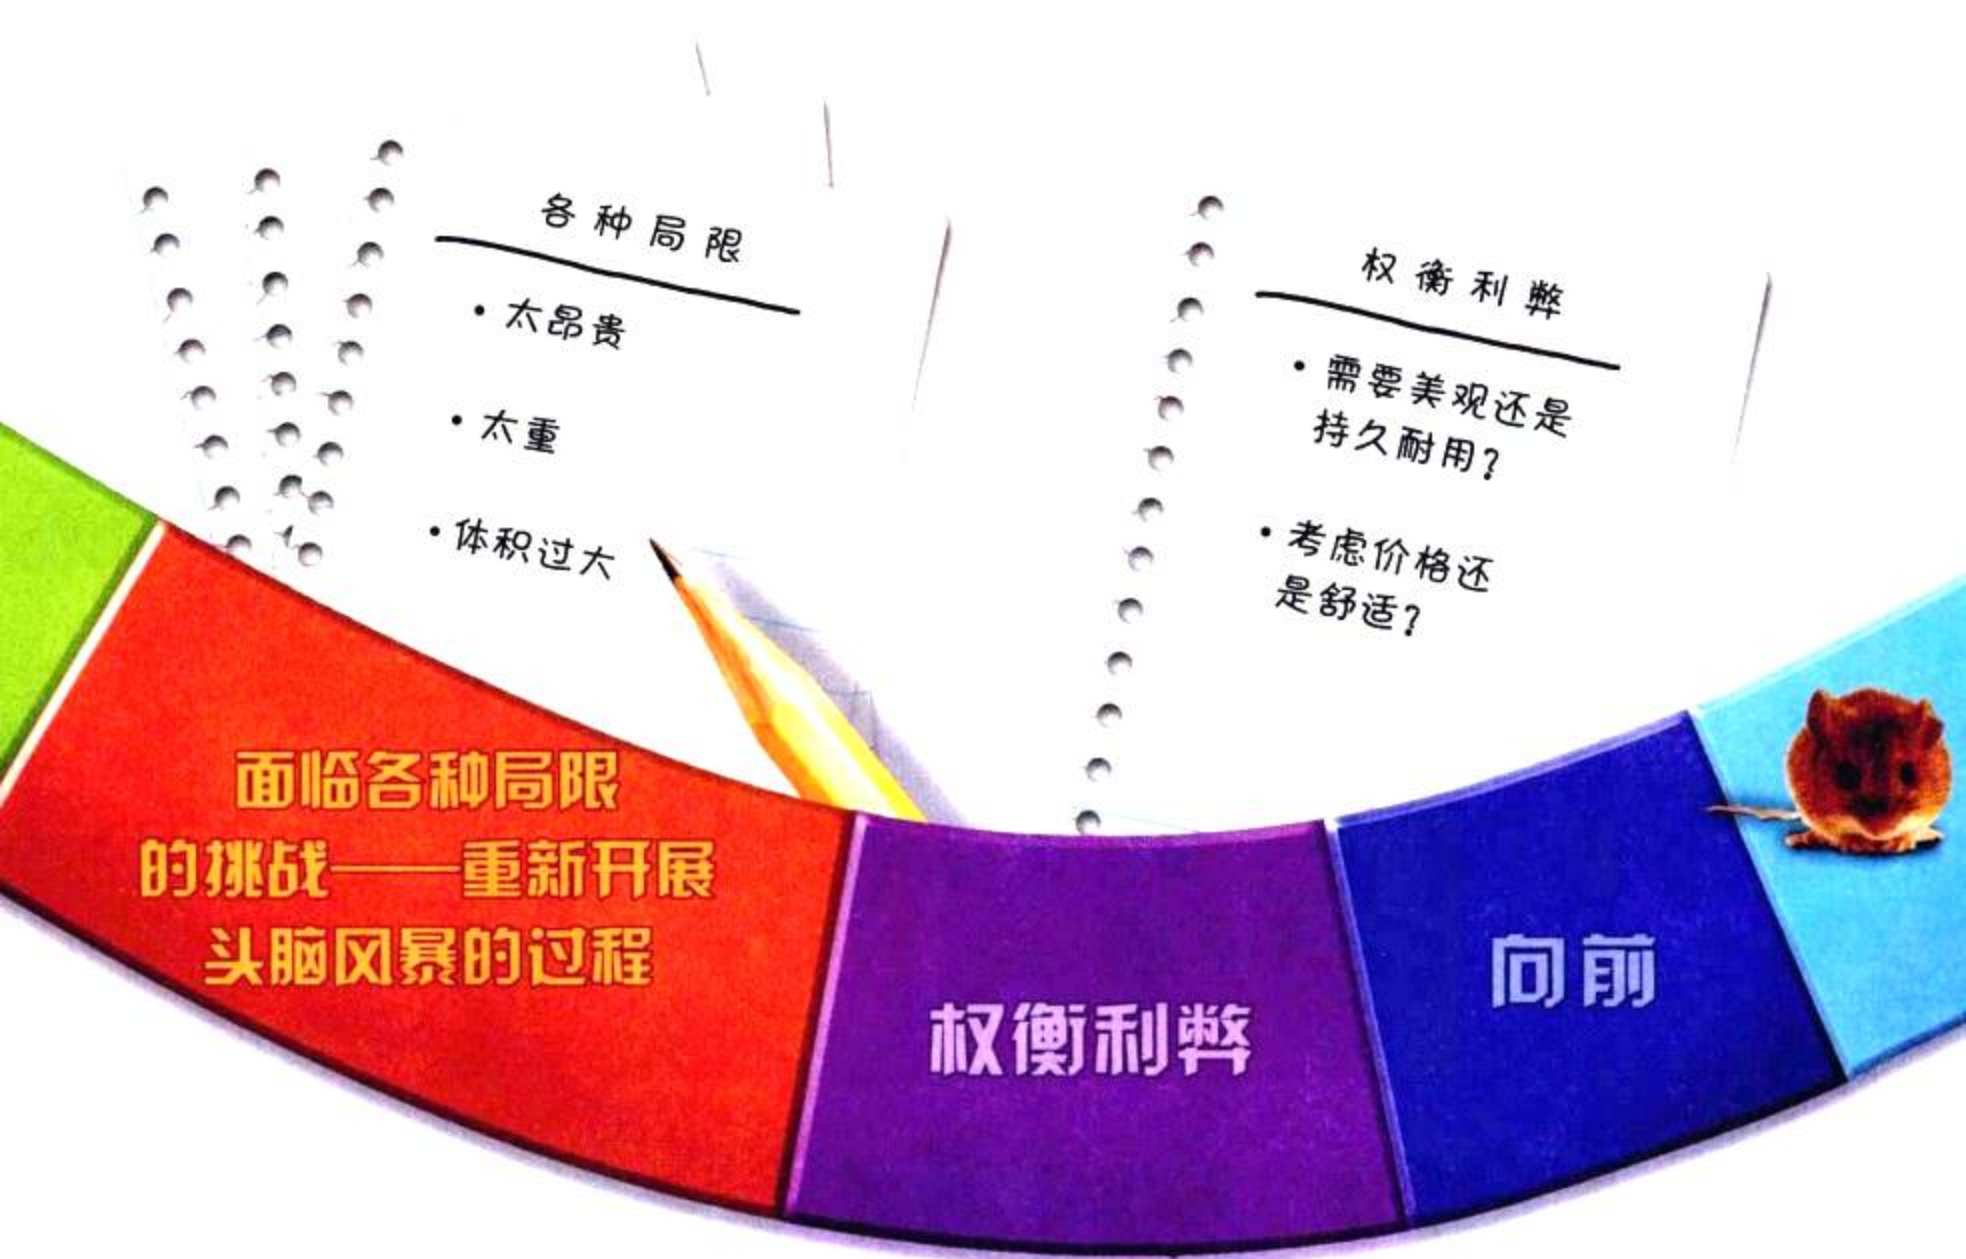 各种局限
• 太昂贵
• 太重
• 体积过大
权衡利弊
• 需要美观还是
持久耐用？
• 考虑价格还
是舒适？
面临各种局限
的挑战——重新开展
头脑风暴的过程
权衡利弊
向前